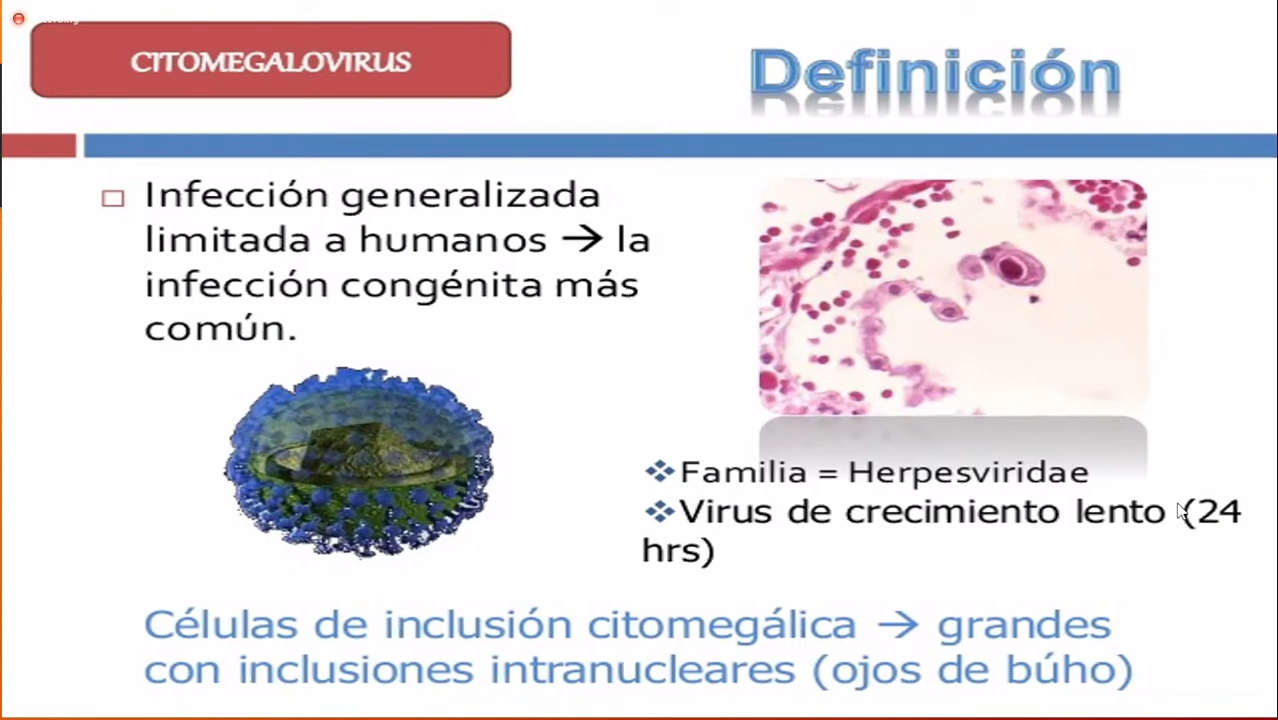 CITOMEGALOVIRUS
Definición
Infección generalizada
limitada a humanos → la
infección congénita más
común.
❖Familia = Herpesviridae
❖Virus de crecimiento lento (24
hrs)
Células de inclusión citomegálica → grandes
con inclusiones intranucleares (ojos de búho)